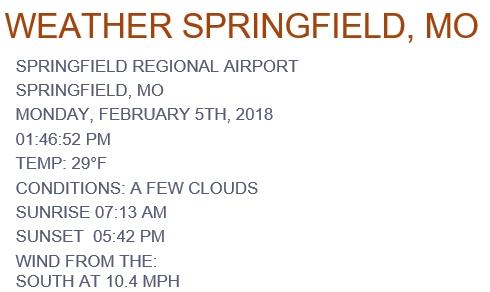 WEATHER SPRINGFIELD, MO
SPRINGFIELD REGIONAL AIRPORT
SPRINGFIELD, MO
MONDAY, FEBRUARY 5TH, 2018
01:46:52 PM
TEMP: 29°F
CONDITIONS: A FEW CLOUDS
SUNRISE 07:13 AM
SUNSET  05:42 PM
WIND FROM THE:
SOUTH AT 10.4 MPH